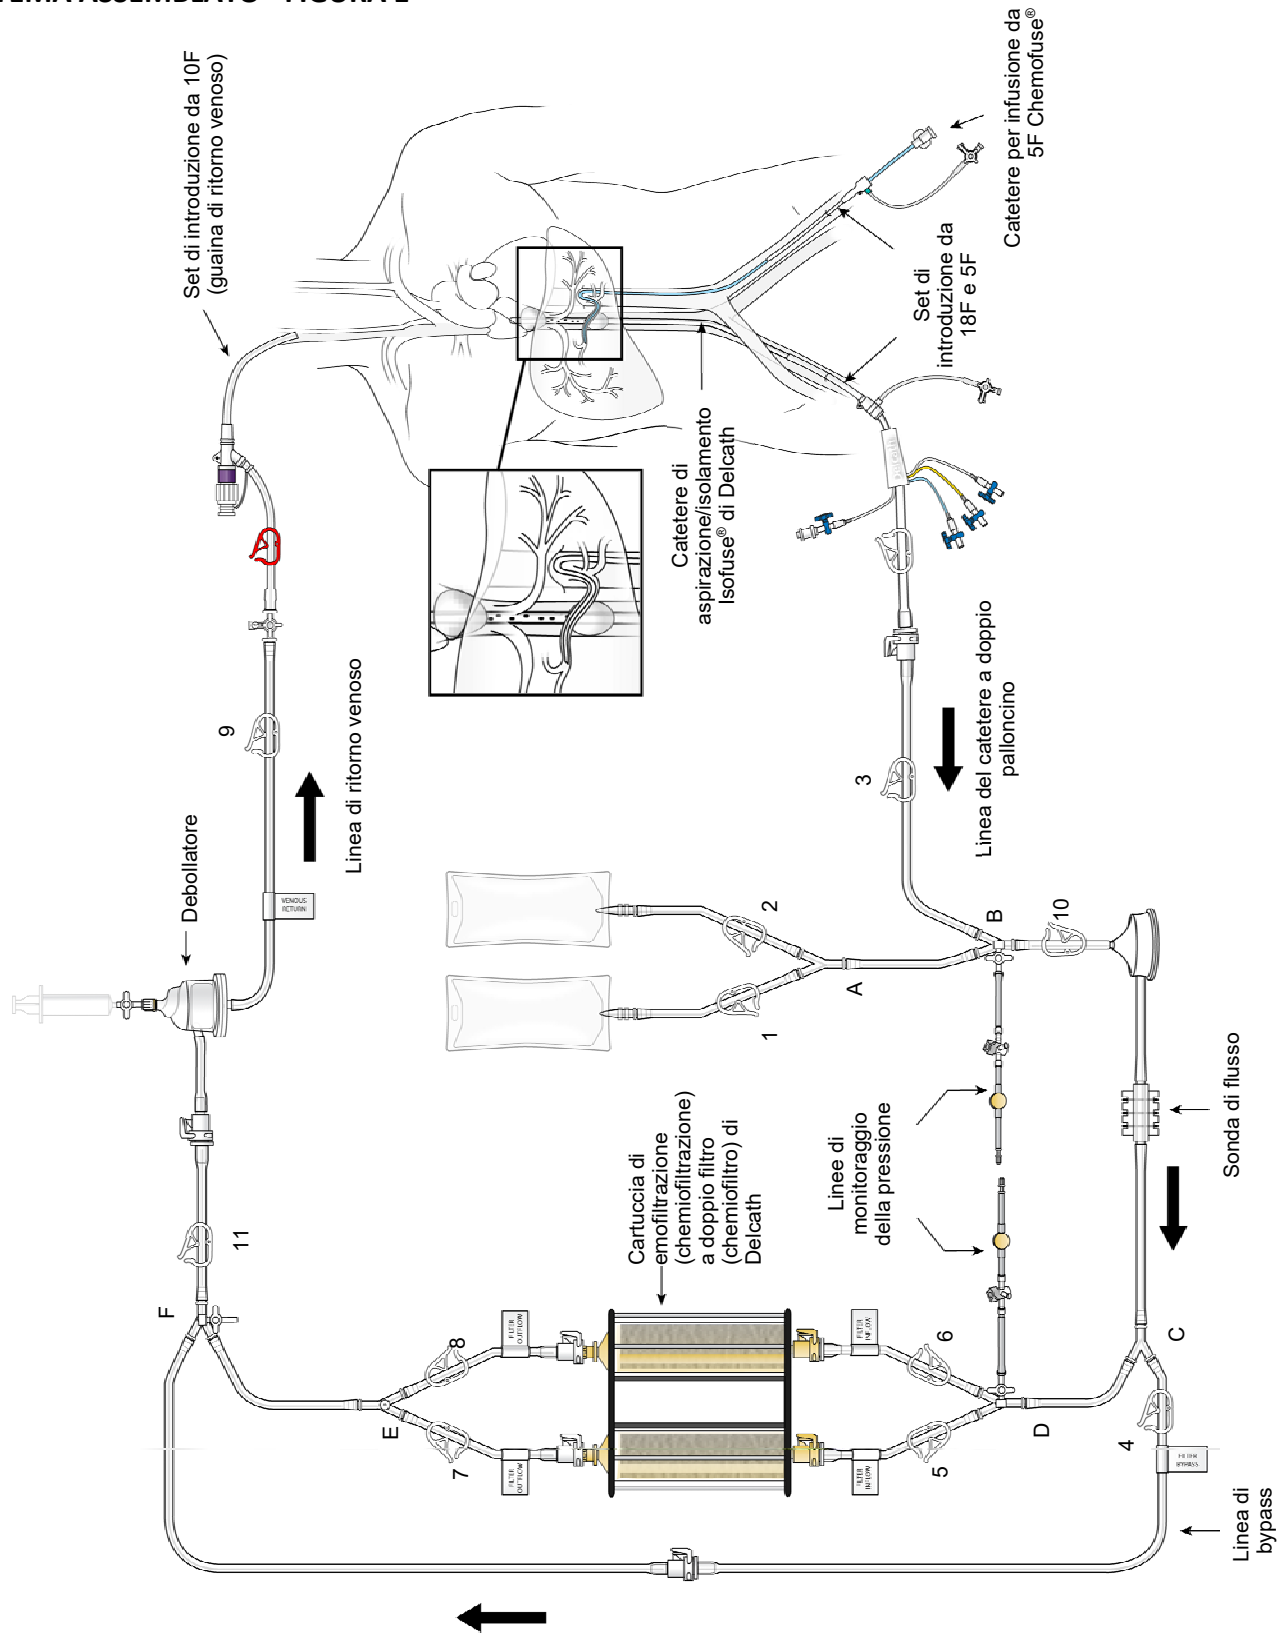 Set di introduzione da 10F
(guaina di ritorno venoso)
Catetere per infusione da
5F Chemofuse®
Set di
introduzione da
18F e 5F
Catetere di
aspirazione/isolamento
Isofuse® di Delcath
9
Linea di ritorno venoso
VENOUS
RETURN
Debollatore
3
Linea del catetere a doppio
palloncino
2
1
A
B
10
Sonda di flusso
Linee di
monitoraggio
della pressione
Cartuccia di
emofiltrazione
(chemiofiltrazione)
a doppio filtro
(chemiofiltro) di
Delcath
11
F
8
FILTER
OUTFLOW
E
7
FILTER
OUTFLOW
FILTER
INFLOW
6
FILTER
INFLOW
5
D
C
4
FILTER
BYPASS
Linea di
bypass